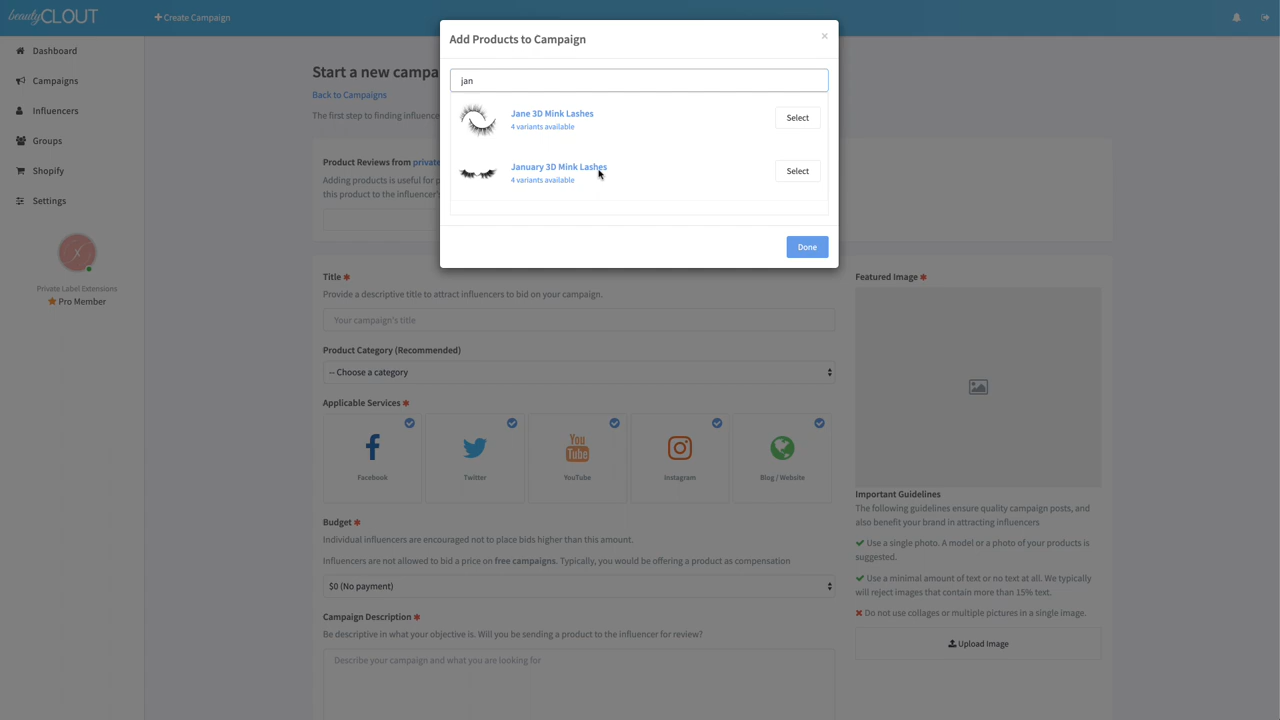 beautyCLOUT
Create Campaign
Dashboard
Campaigns
Influencers
Groups
Shopify
Settings
X
Private Label Extensions
Pro Member
Add Products to Campaign
×
jan
Jane 3D Mink Lashes
4 variants available
Select
January 3D Mink Lashes
4 variants available
Select
Done
Start a new campa
Back to Campaigns
The first step to finding influence
Product Reviews from private
Adding products is useful for p
this product to the influencer's
Title *
Provide a descriptive title to attract influencers to bid on your campaign.
Your campaign's title
Product Category (Recommended)
-- Choose a category
Applicable Services *
Facebook
Twitter
You
Tube
YouTube
Instagram
Blog / Website
Budget *
Individual influencers are encouraged not to place bids higher than this amount.
Influencers are not allowed to bid a price on free campaigns. Typically, you would be offering a product as compensation
$0 (No payment)
Campaign Description *
Be descriptive in what your objective is. Will you be sending a product to the influencer for review?
Describe your campaign and what you are looking for
Featured Image *
Important Guidelines
The following guidelines ensure quality campaign posts, and
also benefit your brand in attracting influencers
Use a single photo. A model or a photo of your products is
suggested.
Use a minimal amount of text or no text at all. We typically
will reject images that contain more than 15% text.
Do not use collages or multiple pictures in a single image.
Upload Image